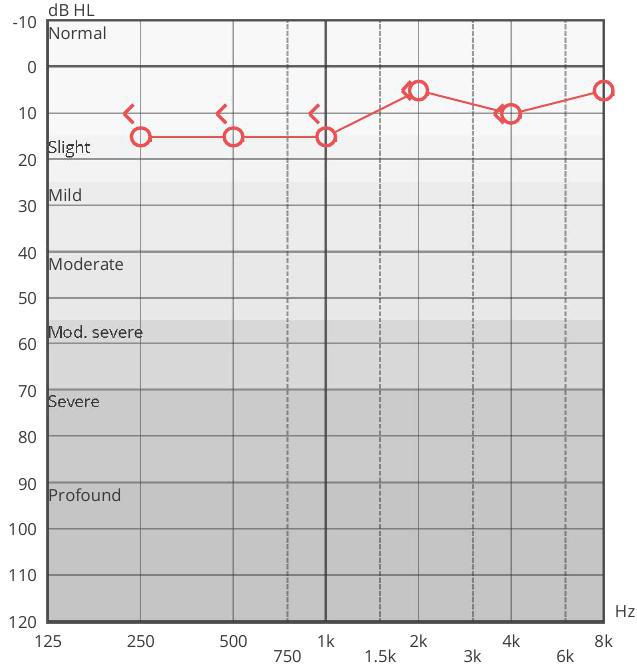 dB HL
-10
Normal
0
10
Slight
20
Mild
30
40
Moderate
50
Mod. severe
60
70
Severe
80
90
Profound
100
110
120
Hz
125 250 500 1k 2k 4k 8k
750 1.5k 3k 6k